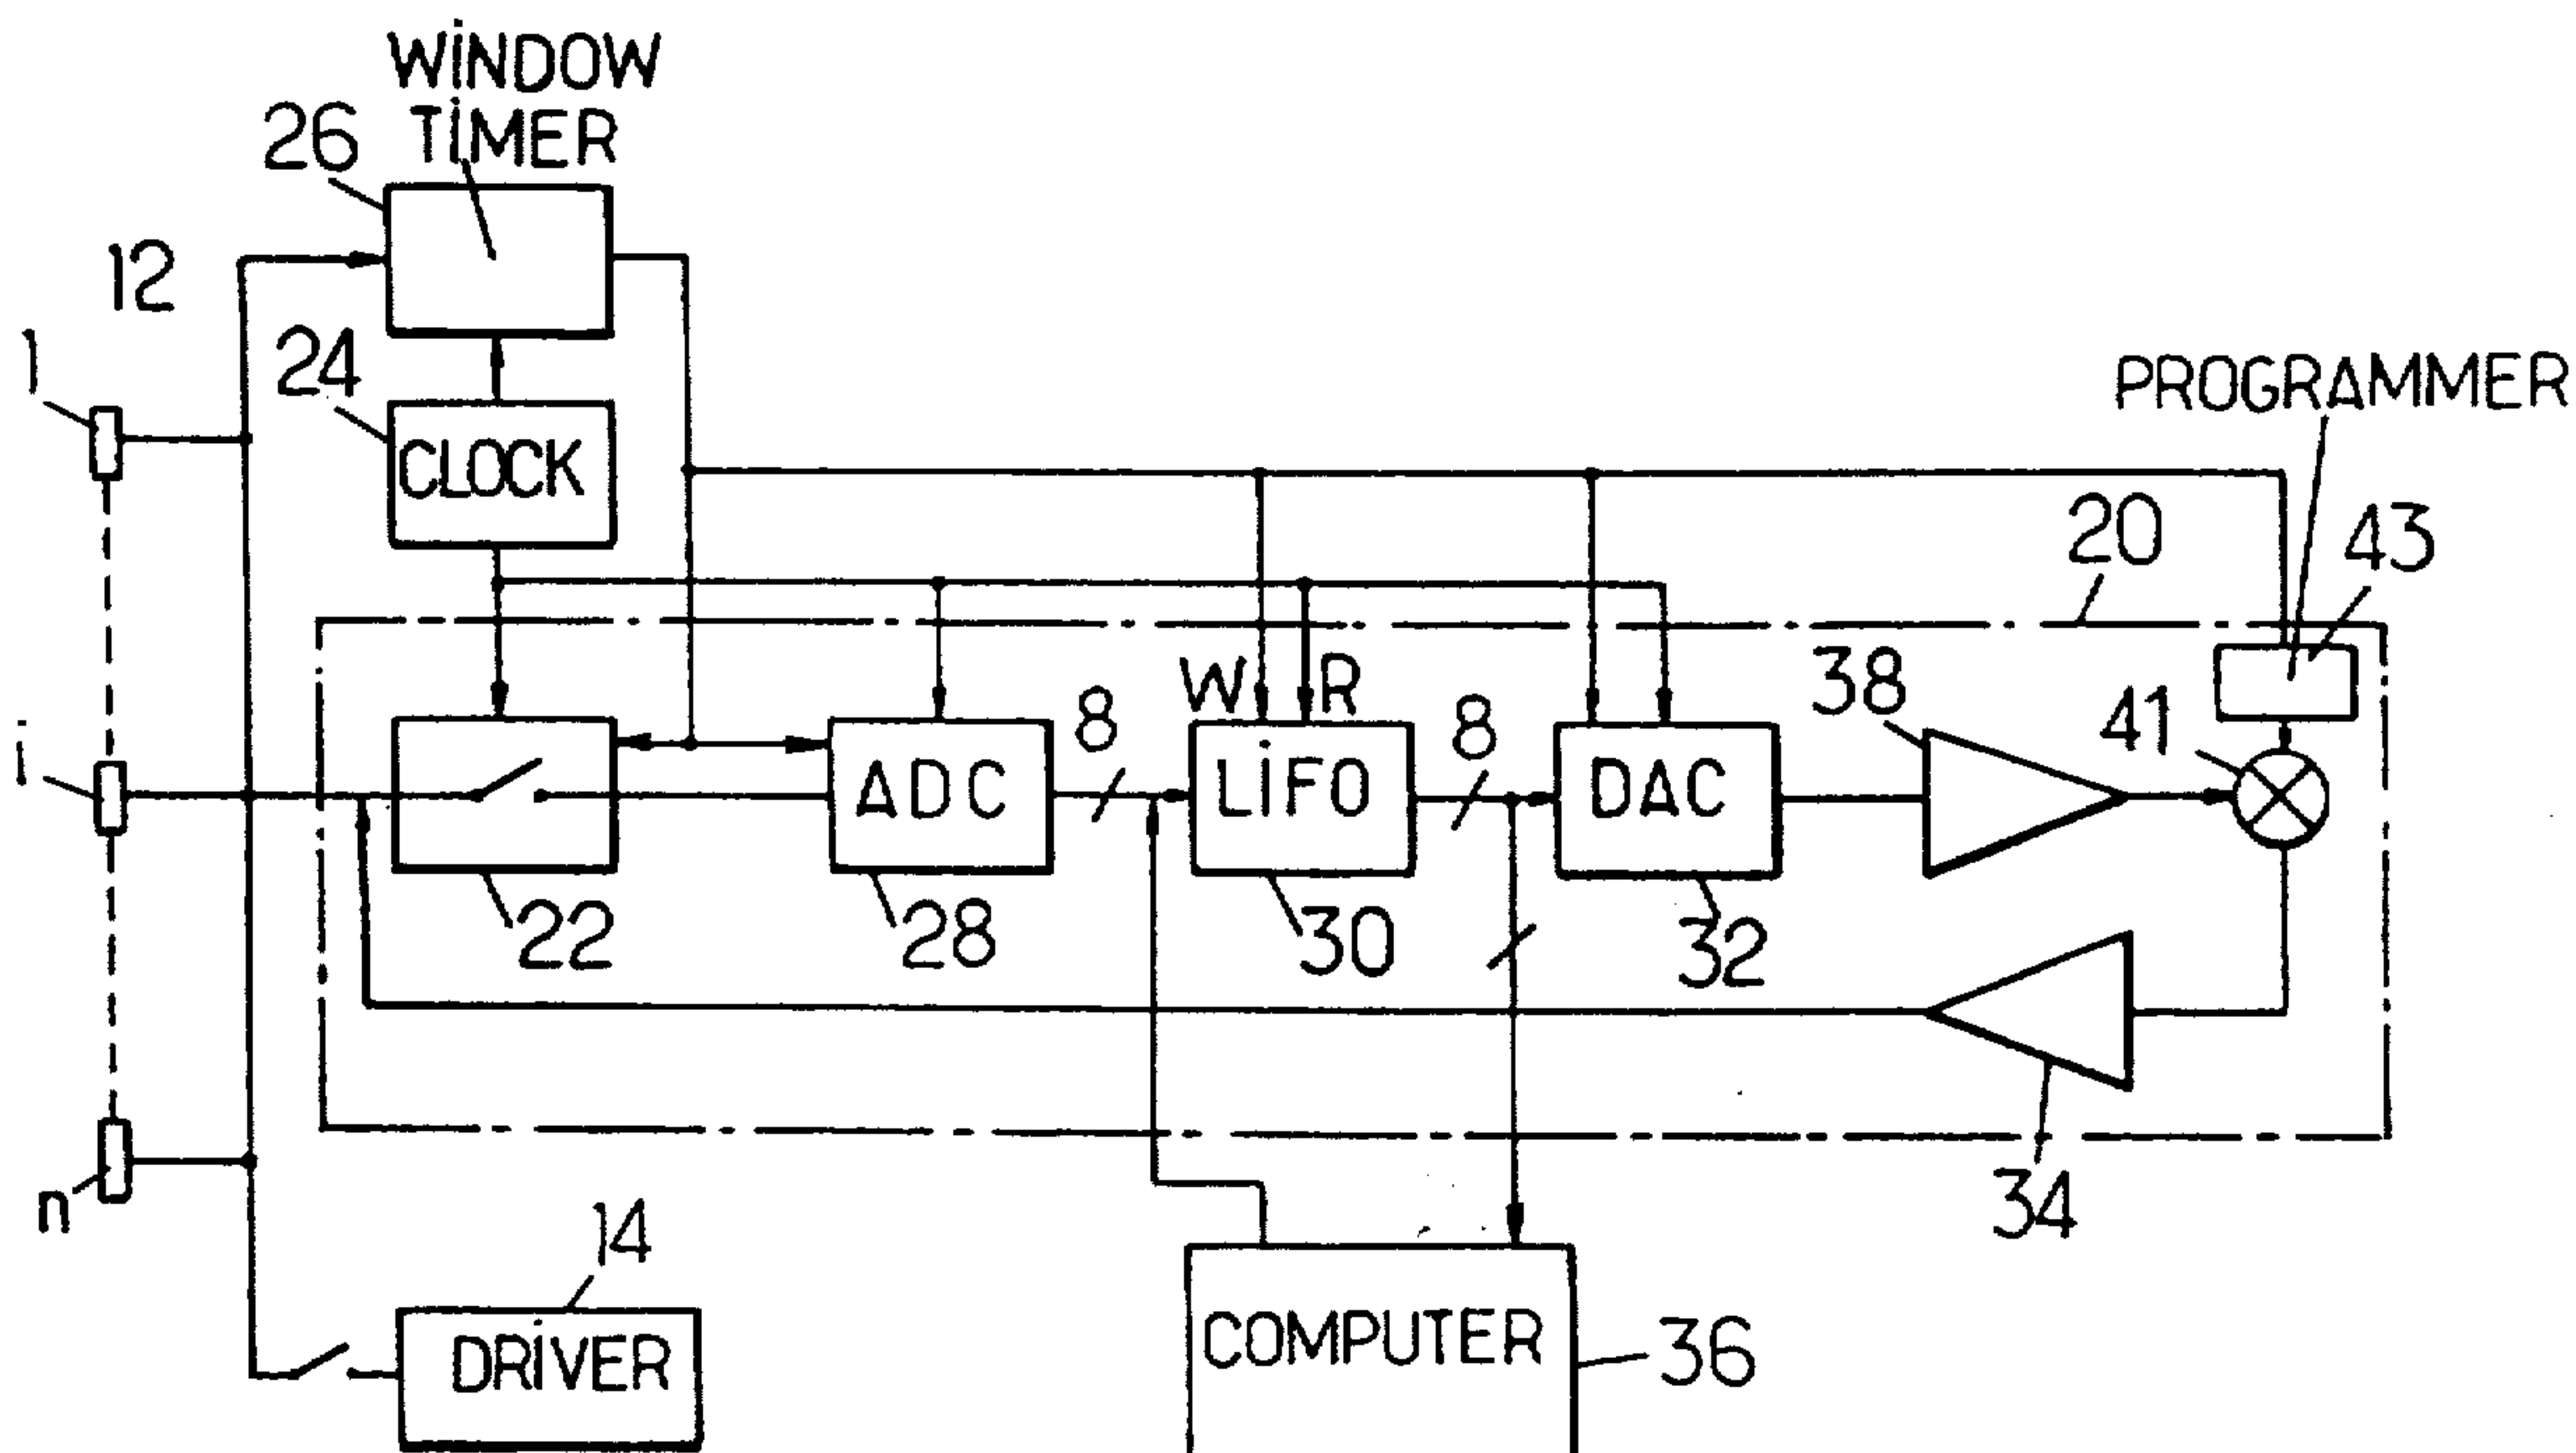 WiNDOW
TiMER
26
12
24
1
CLOCK
PROGRAMMER
20
43
W R
38
8
8
41
i
ADC
LiFO
DAC
22
28
30
32
n
34
14
DRiVER
COMPUTER
36